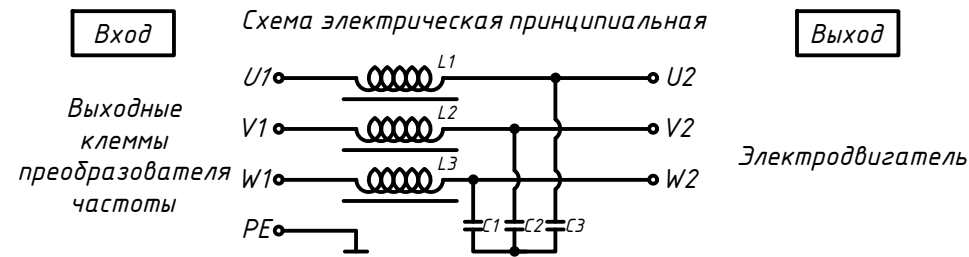 Вход
Схема электрическая принципиальная
Выход
L1
U1
U2
Выходные
клеммы
преобразователя
частоты
L2
V1
V2
Электродвигатель
L3
W1
W2
PE
C1
C2
C3